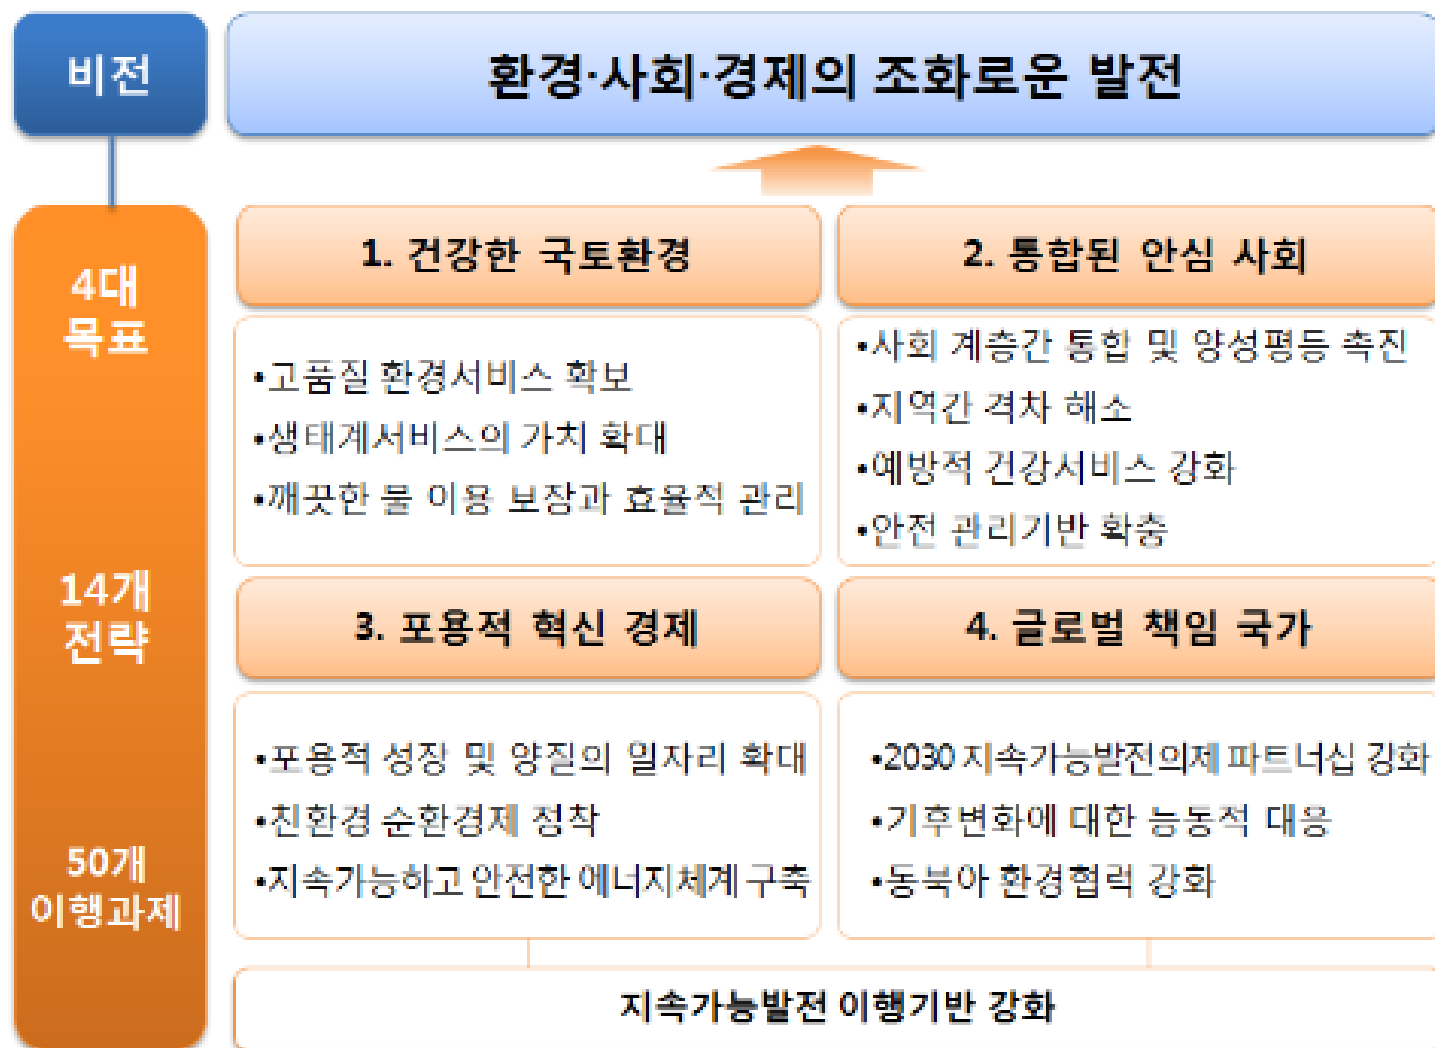 비전
환경·사회·경제의 조화로운 발전
4대
목표
14개
전략
50개
이행과제
1. 건강한 국토환경
•고품질 환경서비스 확보
•생태계서비스의 가치 확대
•깨끗한 물 이용 보장과 효율적 관리
2. 통합된 안심 사회
•사회 계층간 통합 및 양성평등 촉진
•지역간 격차 해소
•예방적 건강서비스 강화
•안전 관리기반 확충
3. 포용적 혁신 경제
•포용적 성장 및 양질의 일자리 확대
•친환경 순환경제 정착
•지속가능하고 안전한 에너지체계 구축
4. 글로벌 책임 국가
•2030 지속가능발전의제 파트너십 강화
•기후변화에 대한 능동적 대응
•동북아 환경협력 강화
지속가능발전 이행기반 강화